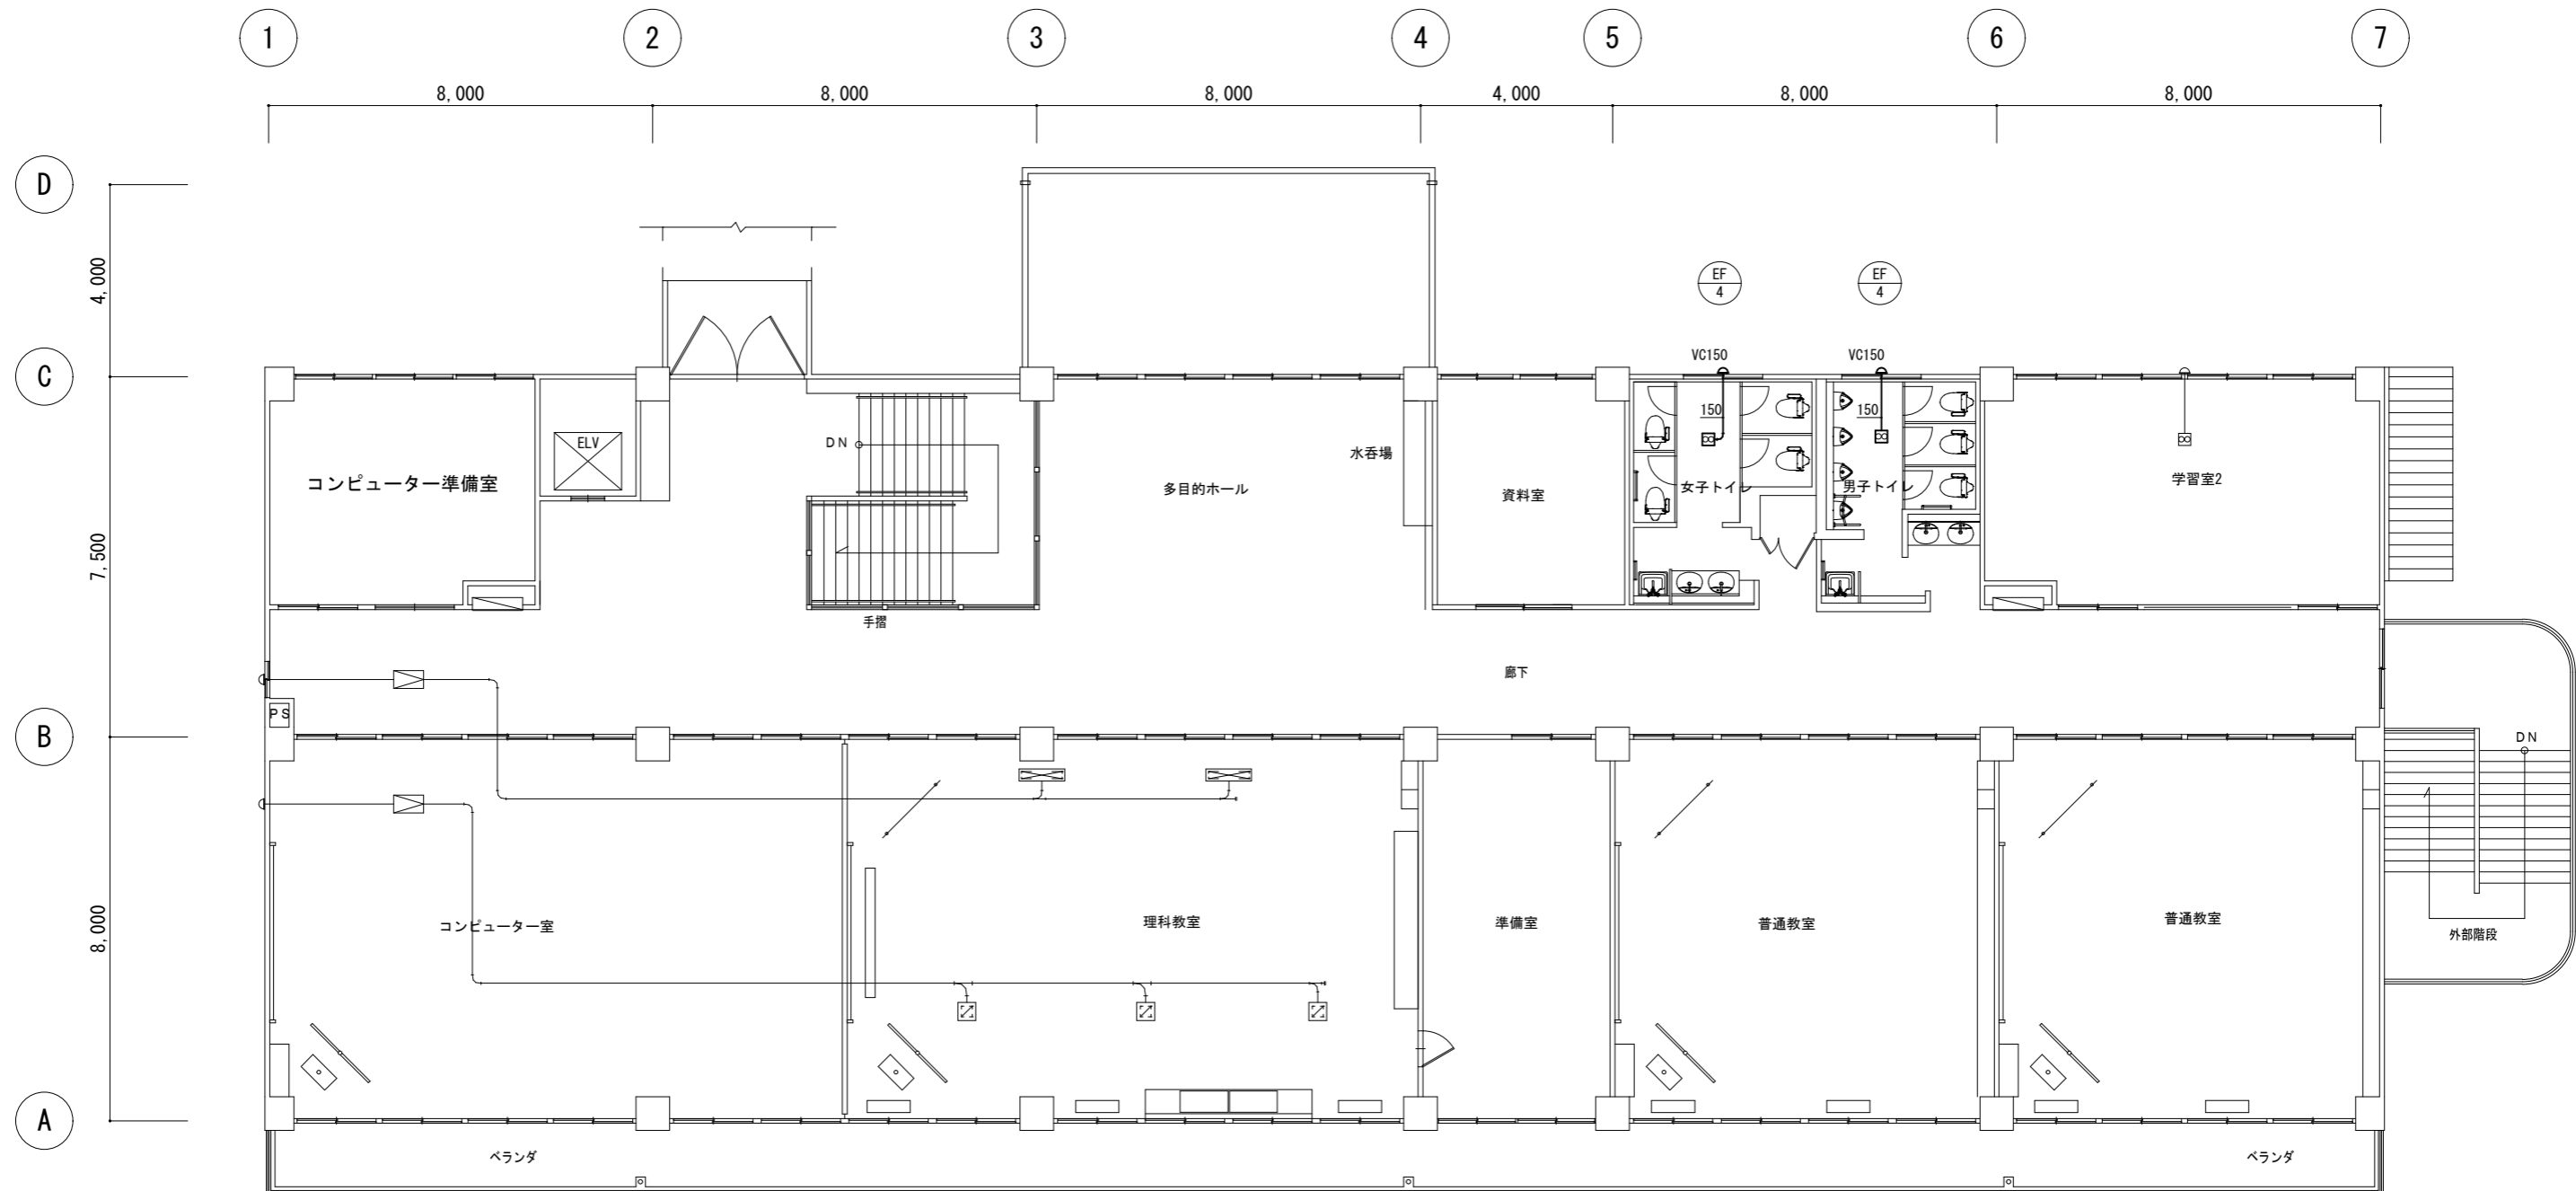 1 2 3 4 5 6 7
8,000 8,000 8,000 4,000 8,000 8,000
D
4,000
EF
4
EF
4
C
VC150 VC150
150 150
DN
ELV
水呑場
コンピューター準備室
多目的ホール
資料室
女子トイレ
男子トイレ
学習室2
7,500
手摺
廊下
PS
B
DN
8,000
コンピューター室
理科教室
準備室
普通教室
普通教室
外部階段
A
ベランダ
ベランダ